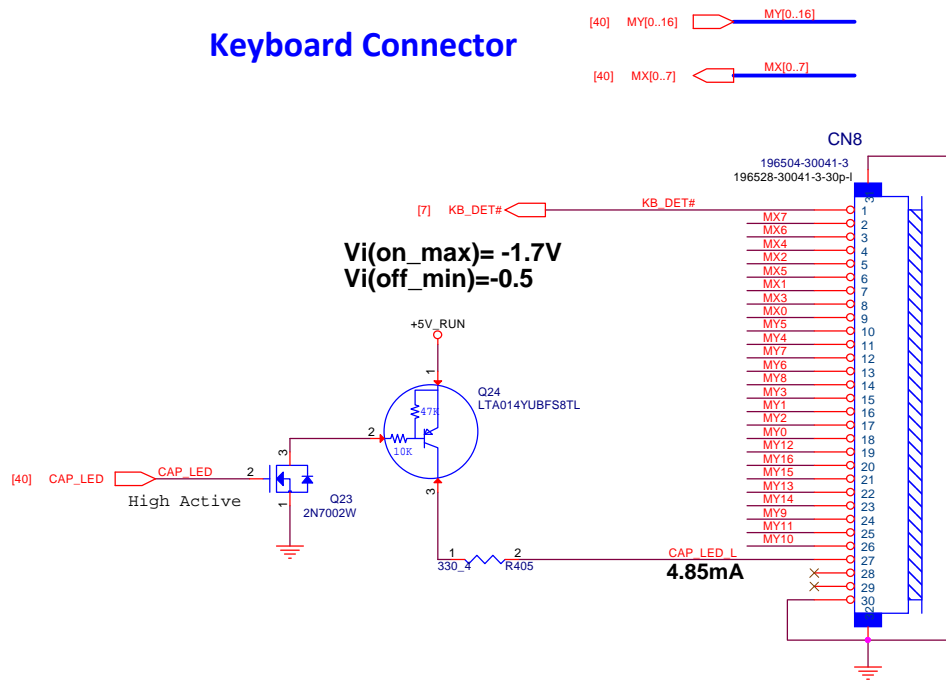 Keyboard Connector
[40] MY[0..16] MY[0..16]
[40] MX[0..7] MX[0..7]
CN8
196504-30041-3
196528-30041-3-30p-l
31
[7] KB_DET# KB_DET# 1
MX7 2
MX6 3
MX4 4
MX2 5
MX5 6
MX1 7
MX3 8
MX0 9
MY5 10
MY4 11
MY7 12
MY6 13
MY8 14
MY3 15
MY1 16
MY2 17
MY0 18
MY12 19
MY16 20
MY15 21
MY13 22
MY14 23
MY9 24
MY11 25
MY10 26
27
28
29
30
32
Vi(on_max)= -1.7V
Vi(off_min)=-0.5
+5V_RUN
1
Q24
LTA014YUBFS8TL
47K
2
10K
3
3
[40] CAP_LED CAP_LED 2
High Active
Q23
1
2N7002W
1 2 CAP_LED_L
330_4 R405 4.85mA